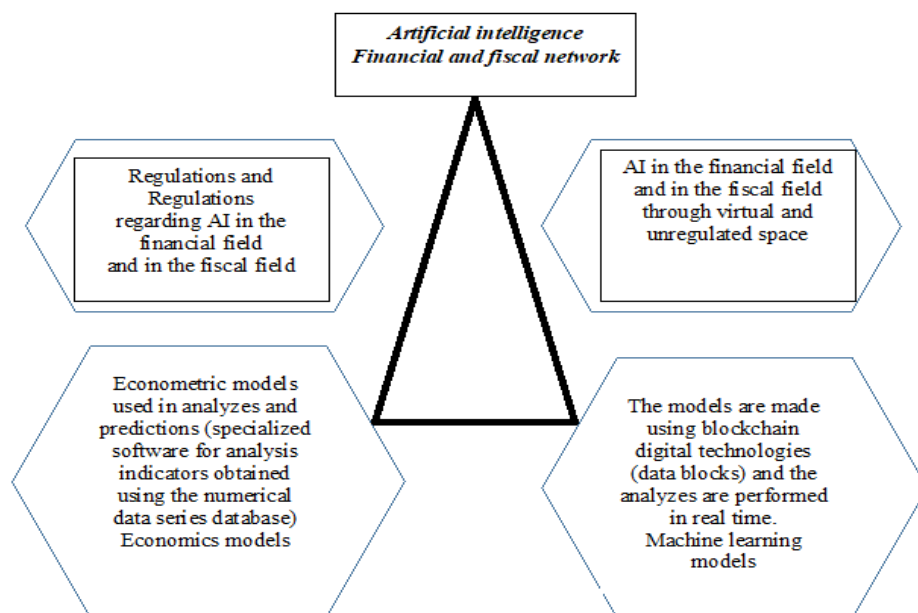 Artificial intelligence
Financial and fiscal network
Regulations and
Regulations
regarding AI in the
financial field
and in the fiscal field
AI in the financial field
and in the fiscal field
through virtual and
unregulated space
Econometric models
used in analyzes and
predictions (specialized
software for analysis
indicators obtained
using the numerical
data series database)
Economics models
The models are made
using blockchain
digital technologies
(data blocks) and the
analyzes are performed
in real time.
Machine learning
models